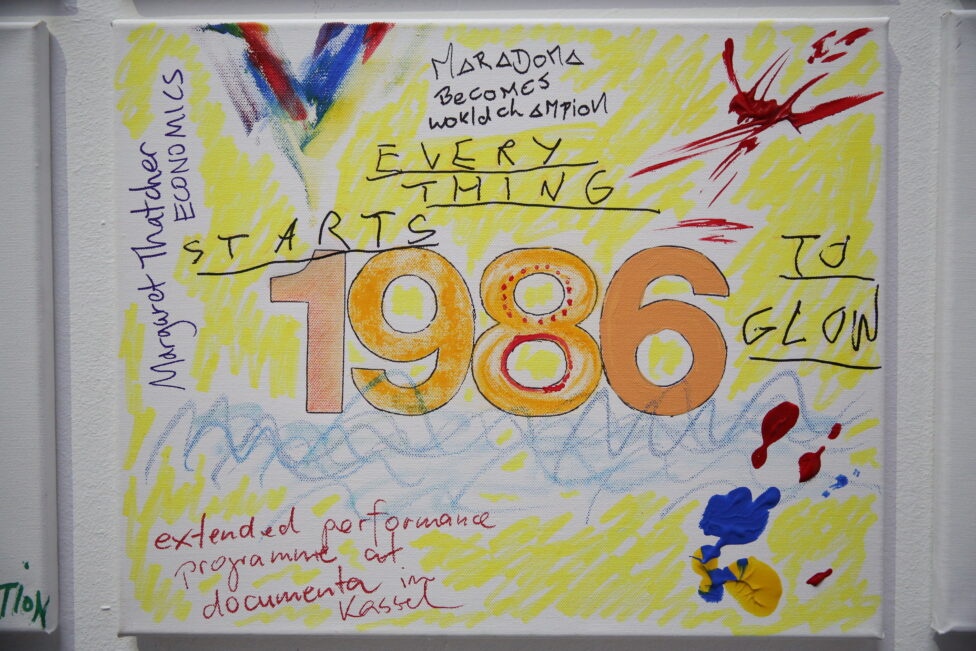 MARADONA
BECOMES
WORLDCHAMPION
EVERY
THING
STARTS
1986
TO
GLOW
Margaret Thatcher
ECONOMICS
extended performance
programme at
documenta in
Kassel
TION